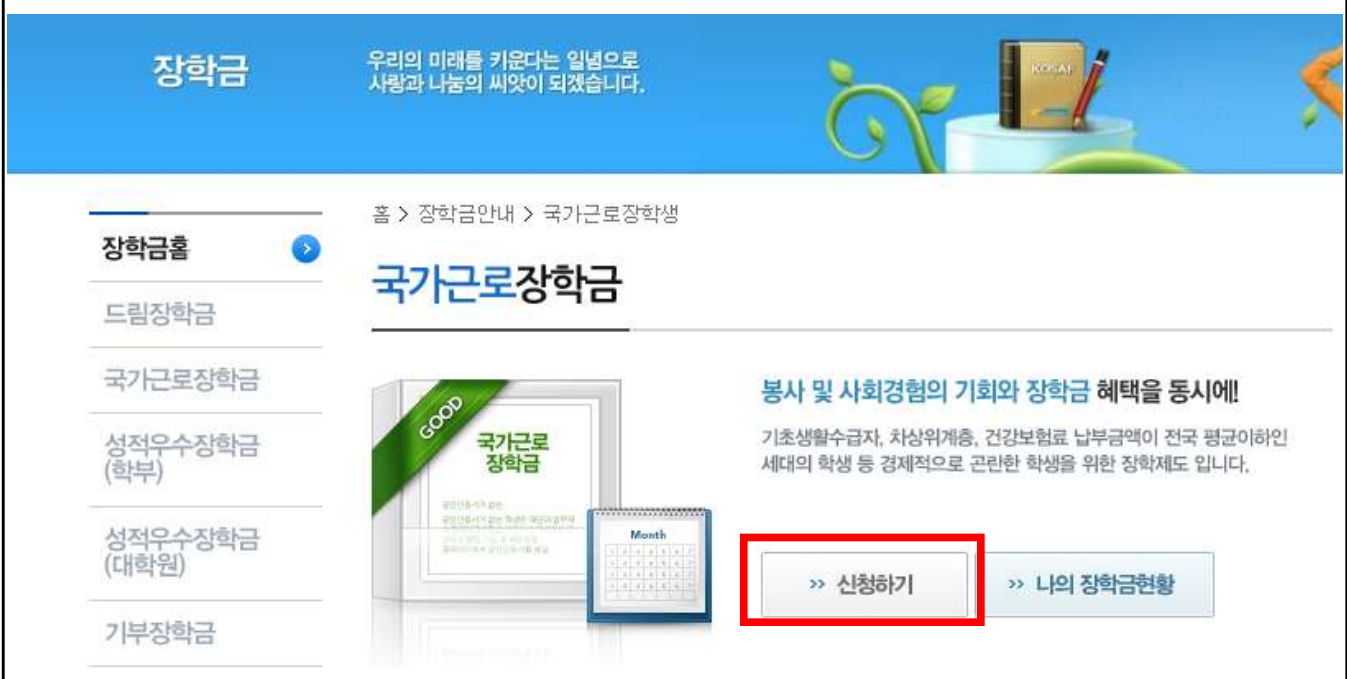 장학금
우리의 미래를 키운다는 일념으로
사랑과 나눔의 씨앗이 되겠습니다.
KOSAF
홈 > 장학금안내 > 국가근로장학생
장학금홈
드림장학금
국가근로장학금
성적우수장학금
(학부)
성적우수장학금
(대학원)
기부장학금
국가근로장학금
GOOD
국가근로
장학금
Month
봉사 및 사회경험의 기회와 장학금 혜택을 동시에!
기초생활수급자, 차상위계층, 건강보험료 납부금액이 전국 평균이하인
세대의 학생 등 경제적으로 곤란한 학생을 위한 장학제도 입니다.
>> 신청하기
>> 나의 장학금현황